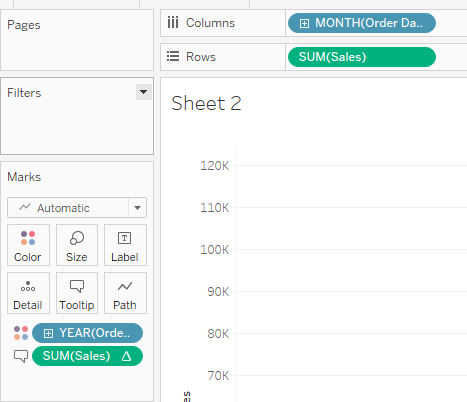 Pages
Columns
MONTH(Order Da..
Rows
SUM(Sales)
Filters
Sheet 2
Marks
Automatic
Color
Size
Label
Detail
Tooltip
Path
YEAR(Orde..
SUM(Sales)
120K
110K
100K
90K
80K
70K